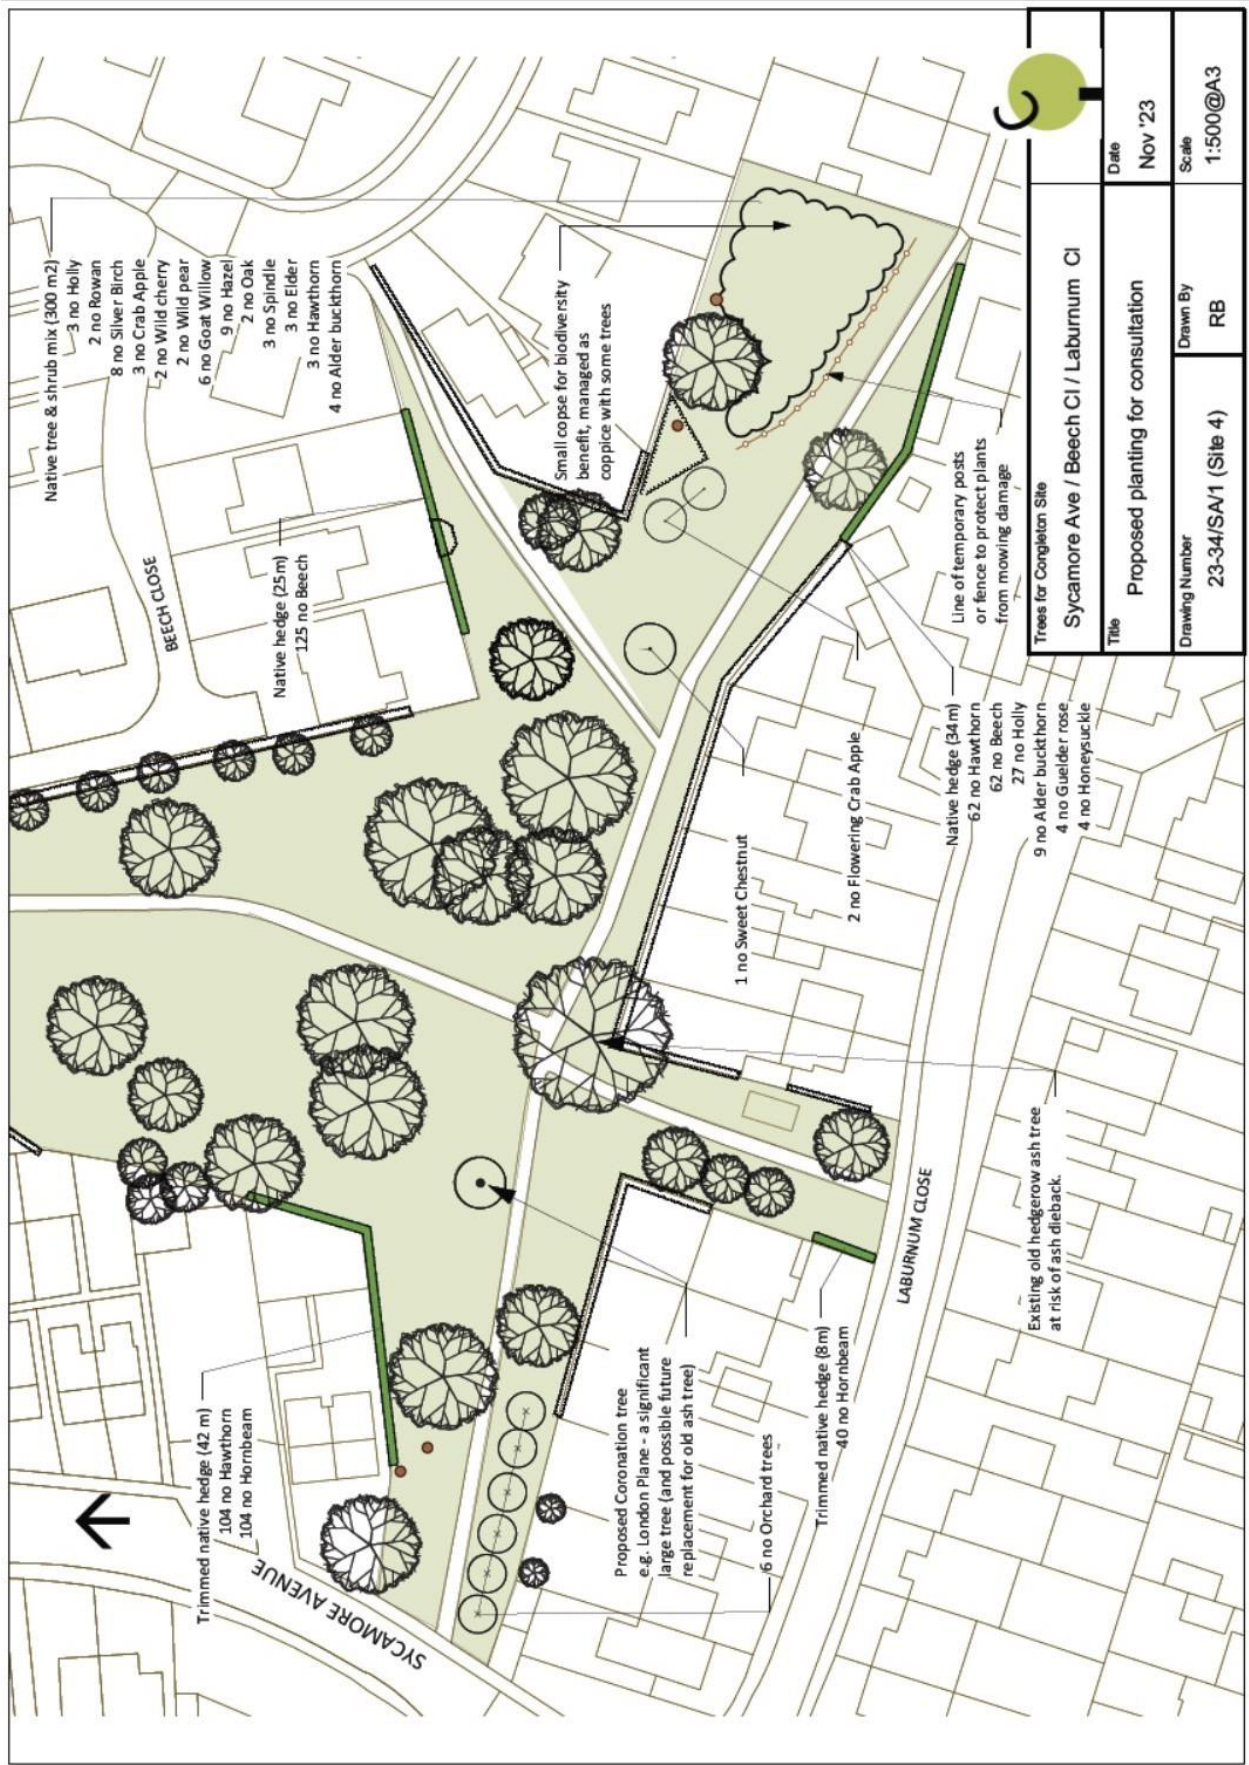 Native tree & shrub mix (300 m2)
3 no Holly
2 no Rowan
8 no Silver Birch
3 no Crab Apple
2 no Wild cherry
2 no Wild pear
6 no Goat Willow
9 no Hazel
2 no Oak
3 no Spindle
3 no Elder
3 no Hawthorn
4 no Alder buckthorn
BEECH CLOSE
Native hedge (25m)
125 no Beech
Small copse for biodiversity
benefit, managed as
coppice with some trees
Trimmed native hedge (42 m)
104 no Hawthorn
104 no Hornbeam
SYCAMORE AVENUE
Proposed Coronation tree
e.g. London Plane - a significant
large tree (and possible future
replacement for old ash tree)
6 no Orchard trees
Trimmed native hedge (8m)
40 no Hornbeam
LABURNUM CLOSE
Existing old hedgerow ash tree
at risk of ash dieback.
1 no Sweet Chestnut
2 no Flowering Crab Apple
Native hedge (34m)
62 no Hawthorn
62 no Beech
27 no Holly
9 no Alder buckthorn
4 no Guelder rose
4 no Honeysuckle
Line of temporary posts
or fence to protect plants
from mowing damage
Trees for Congleton Site
Sycamore Ave / Beech Cl / Laburnum Cl
Title
Proposed planting for consultation
Date
Nov '23
Drawing Number
23-34/SA/1 (Site 4)
Drawn By
RB
Scale
1:500@A3